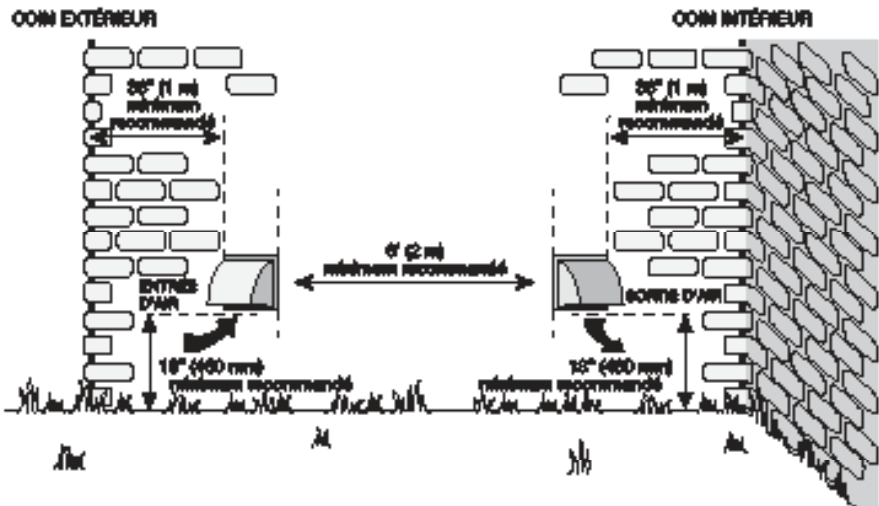 COIN EXTÉRIEUR
COIN INTÉRIEUR
36" (1 m)
minimum
recommandé
36" (1 m)
minimum
recommandé
6' (2 m)
minimum recommandé
ENTRÉE
D'AIR
SORTIE D'AIR
18" (460 mm)
minimum recommandé
18" (460 mm)
minimum recommandé